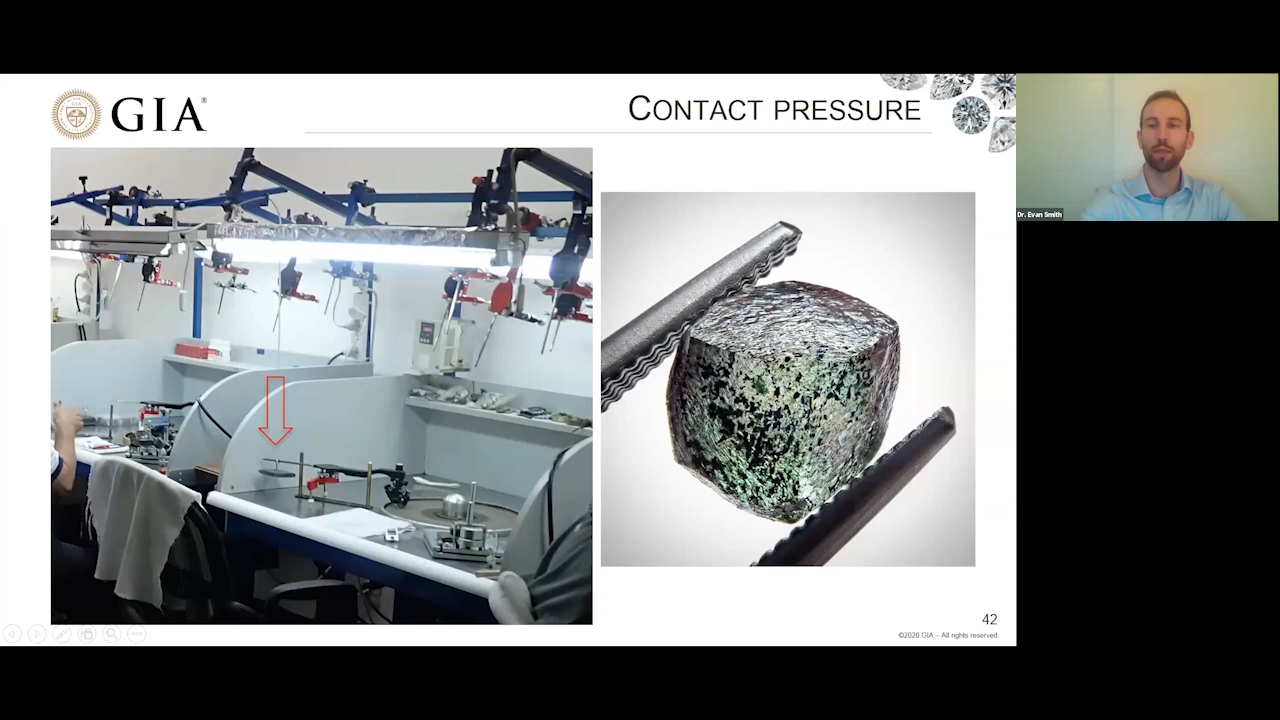 GIA®
CONTACT PRESSURE
Dr. Evan Smith
42
©2020 GIA – All rights reserved